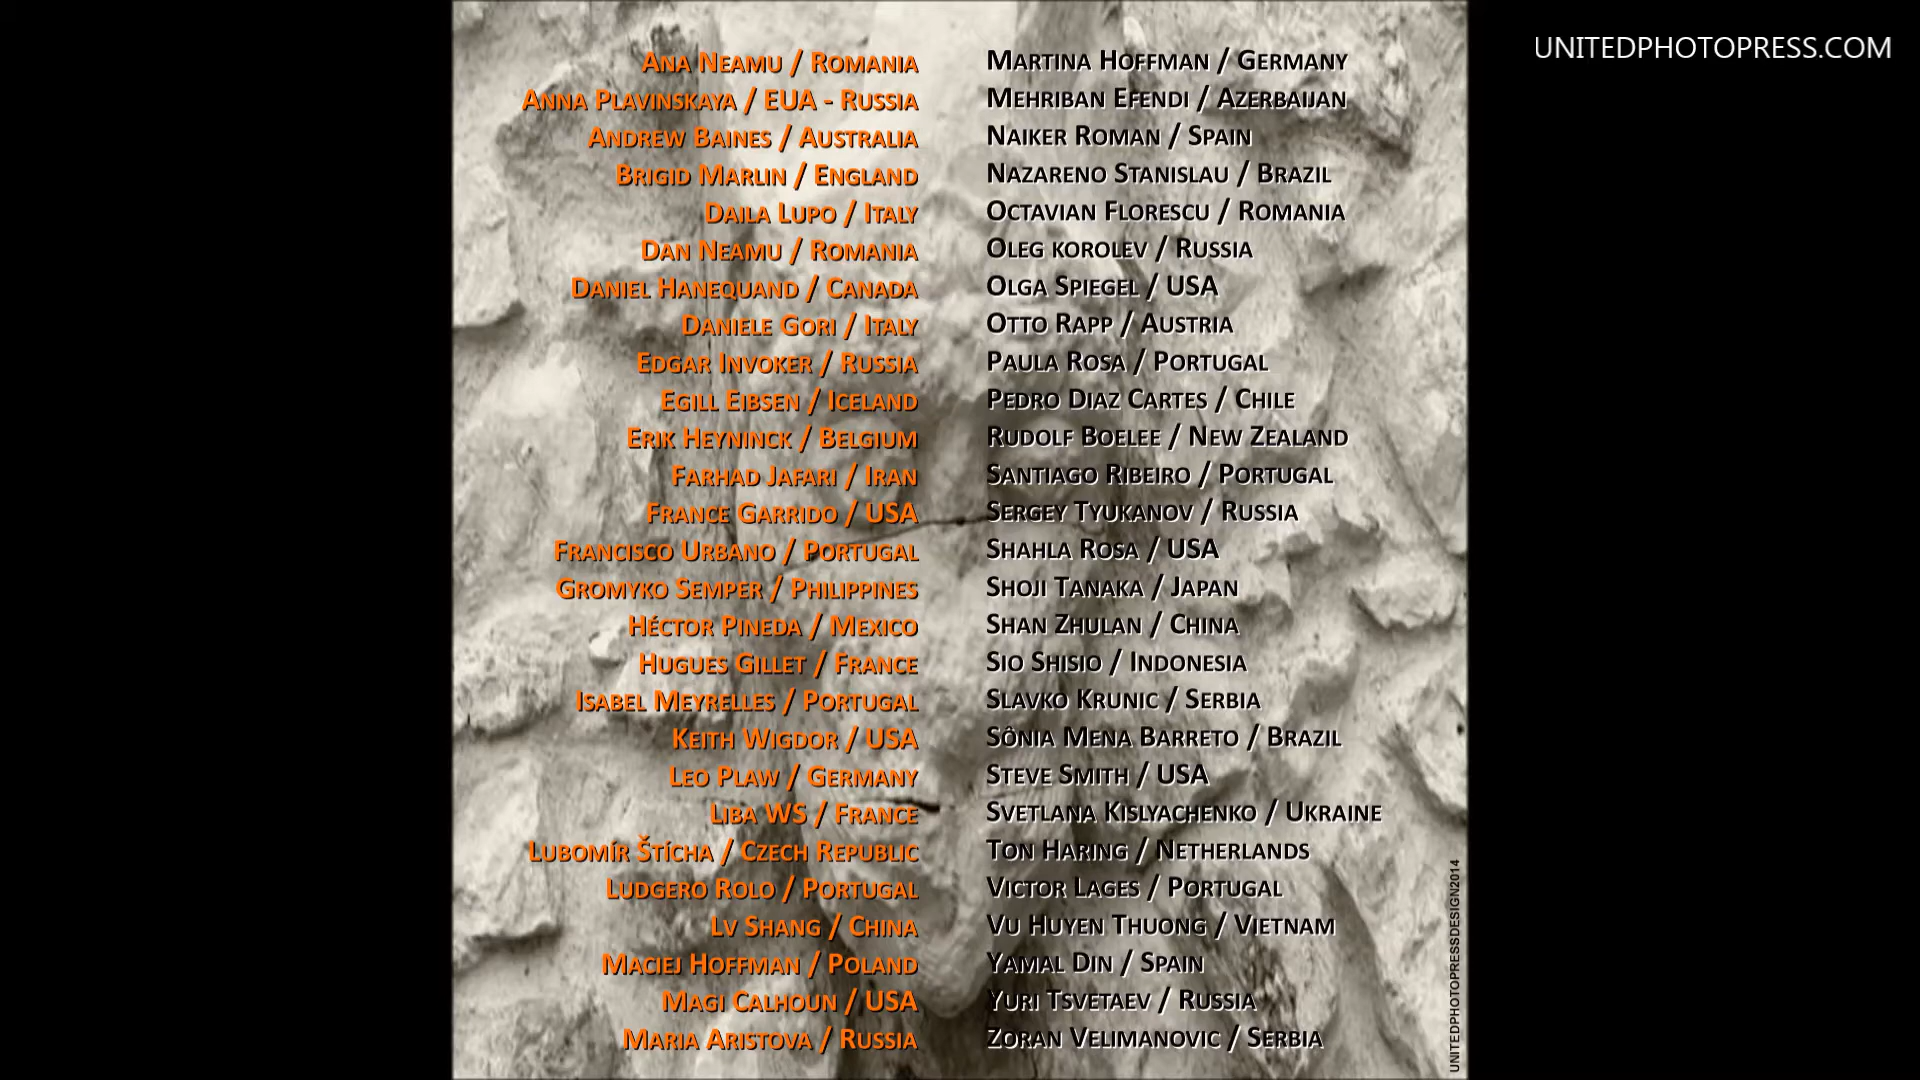 UNITEDPHOTOPRESS.COM
Ana Neamu / Romania
Anna Plavinskaya / EUA - Russia
Andrew Baines / Australia
Brigid Marlin / England
Daila Lupo / Italy
Dan Neamu / Romania
Daniel Hanequand / Canada
Daniele Gori / Italy
Edgar Invoker / Russia
Egill Eibsen / Iceland
Erik Heyninck / Belgium
Farhad Jafari / Iran
France Garrido / USA
Francisco Urbano / Portugal
Gromyko Semper / Philippines
Héctor Pineda / Mexico
Hugues Gillet / France
Isabel Meyrelles / Portugal
Keith Wigdor / USA
Leo Plaw / Germany
Liba WS / France
Lubomír Štícha / Czech Republic
Ludgero Rolo / Portugal
Lv Shang / China
Maciej Hoffman / Poland
Magi Calhoun / USA
Maria Aristova / Russia
Martina Hoffman / Germany
Mehriban Efendi / Azerbaijan
Naiker Roman / Spain
Nazareno Stanislau / Brazil
Octavian Florescu / Romania
Oleg korolev / Russia
Olga Spiegel / USA
Otto Rapp / Austria
Paula Rosa / Portugal
Pedro Diaz Cartes / Chile
Rudolf Boelee / New Zealand
Santiago Ribeiro / Portugal
Sergey Tyukanov / Russia
Shahla Rosa / USA
Shoji Tanaka / Japan
Shan Zhulan / China
Sio Shisio / Indonesia
Slavko Krunic / Serbia
Sônia Mena Barreto / Brazil
Steve Smith / USA
Svetlana Kislyachenko / Ukraine
Ton Haring / Netherlands
Victor Lages / Portugal
Vu Huyen Thuong / Vietnam
Yamal Din / Spain
Yuri Tsvetaev / Russia
Zoran Velimanovic / Serbia
UNITEDPHOTOPRESSDESIGN2014